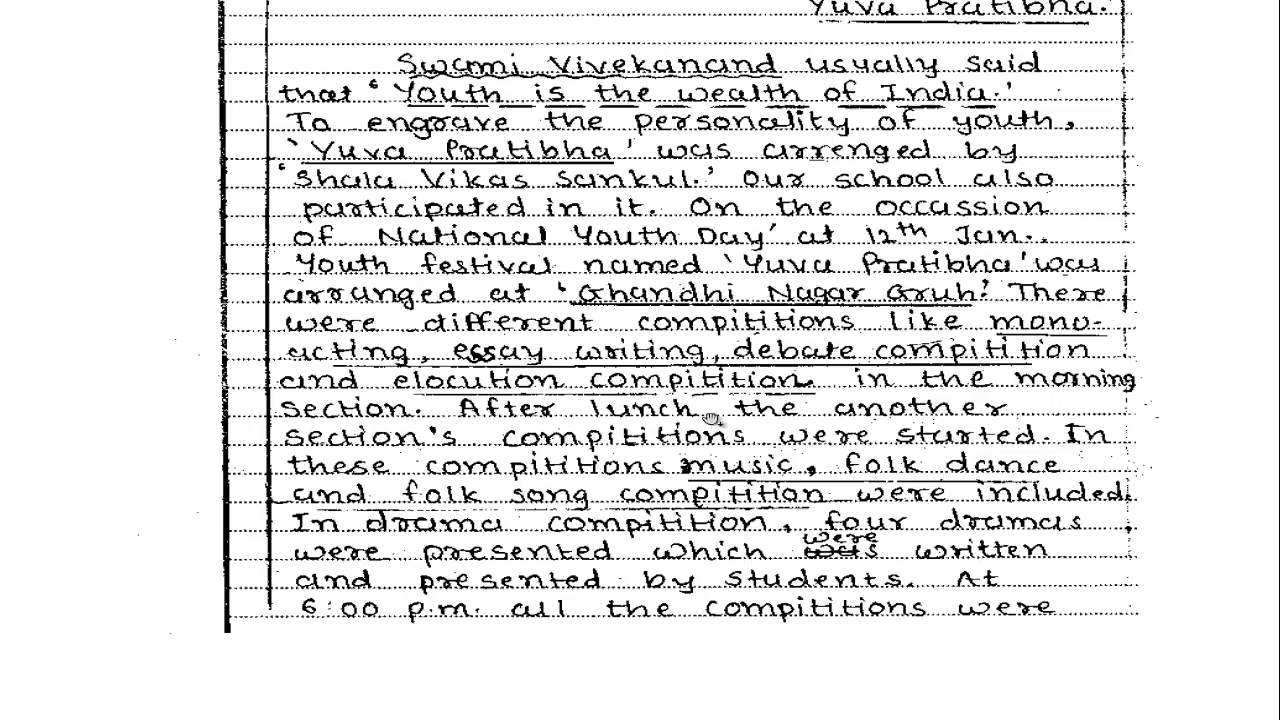 Yuva Pratibha.
Swami Vivekanand usually said
that ‘Youth is the wealth of India.’
To engrave the personality of youth,
‘Yuva Pratibha’ was arrenged by
‘Shala Vikas Sankul.’ Our school also
participated in it. On the occassion
of National Youth Day’ at 12th Jan..
Youth festival named ‘Yuva Pratibha’ was
arranged at ‘Ghandhi Nagar Gruh.’ There
were different compititions like mono-
acting, essay writing, debate compitition
and elocution compitition. in the morning
section. After lunch the another
section's compititions were started. In
these compititions music, folk dance
and folk song compitition were included.
In drama compitition, four dramas
were presented which were written
and presented by students. At
6:00 p.m. all the compititions were